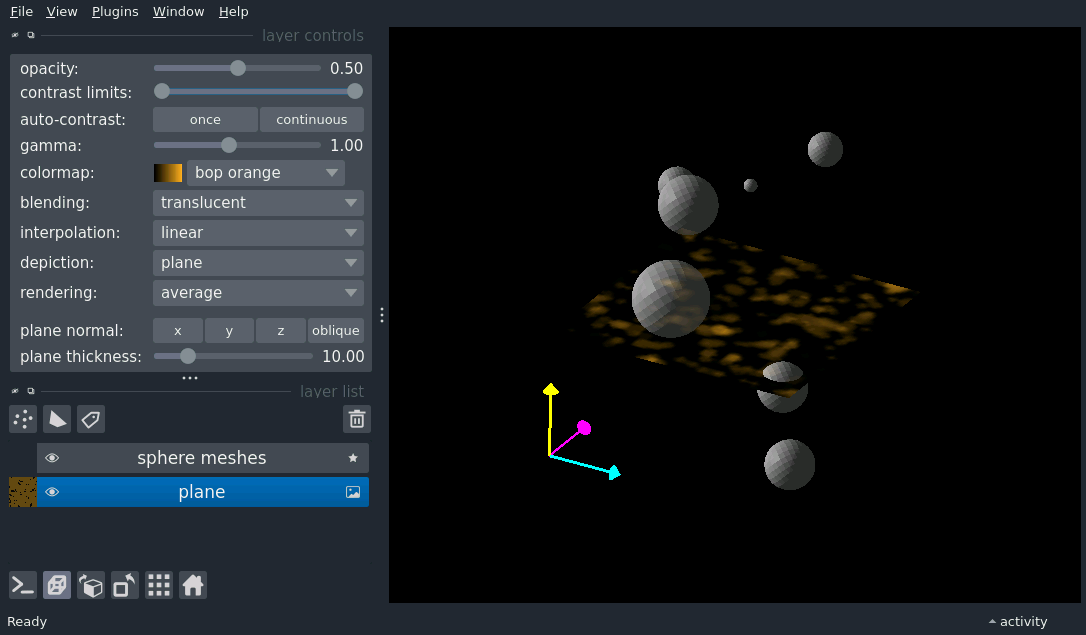 File View Plugins Window Help
layer controls
opacity: 0.50
contrast limits:
auto-contrast: once continuous
gamma: 1.00
colormap: bop orange
blending: translucent
interpolation: linear
depiction: plane
rendering: average
plane normal: x y z oblique
plane thickness: 10.00
layer list
sphere meshes
plane
Ready
activity